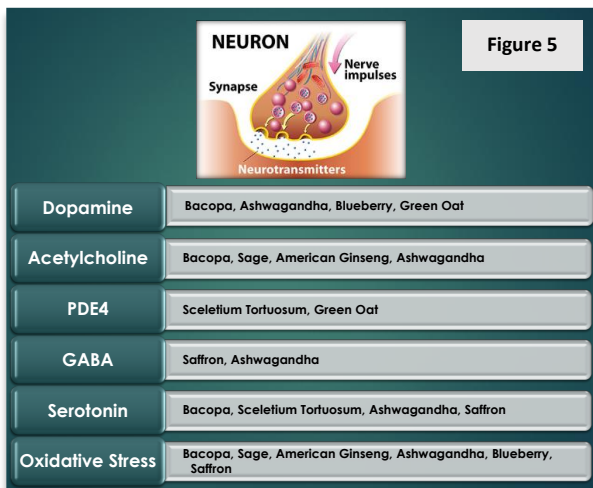 Figure 5
NEURON
Nerve
impulses
Synapse
Neurotransmitters
Dopamine
Bacopa, Ashwagandha, Blueberry, Green Oat
Acetylcholine
Bacopa, Sage, American Ginseng, Ashwagandha
PDE4
Sceletium Tortuosum, Green Oat
GABA
Saffron, Ashwagandha
Serotonin
Bacopa, Sceletium Tortuosum, Ashwagandha, Saffron
Oxidative Stress
Bacopa, Sage, American Ginseng, Ashwagandha, Blueberry,
Saffron